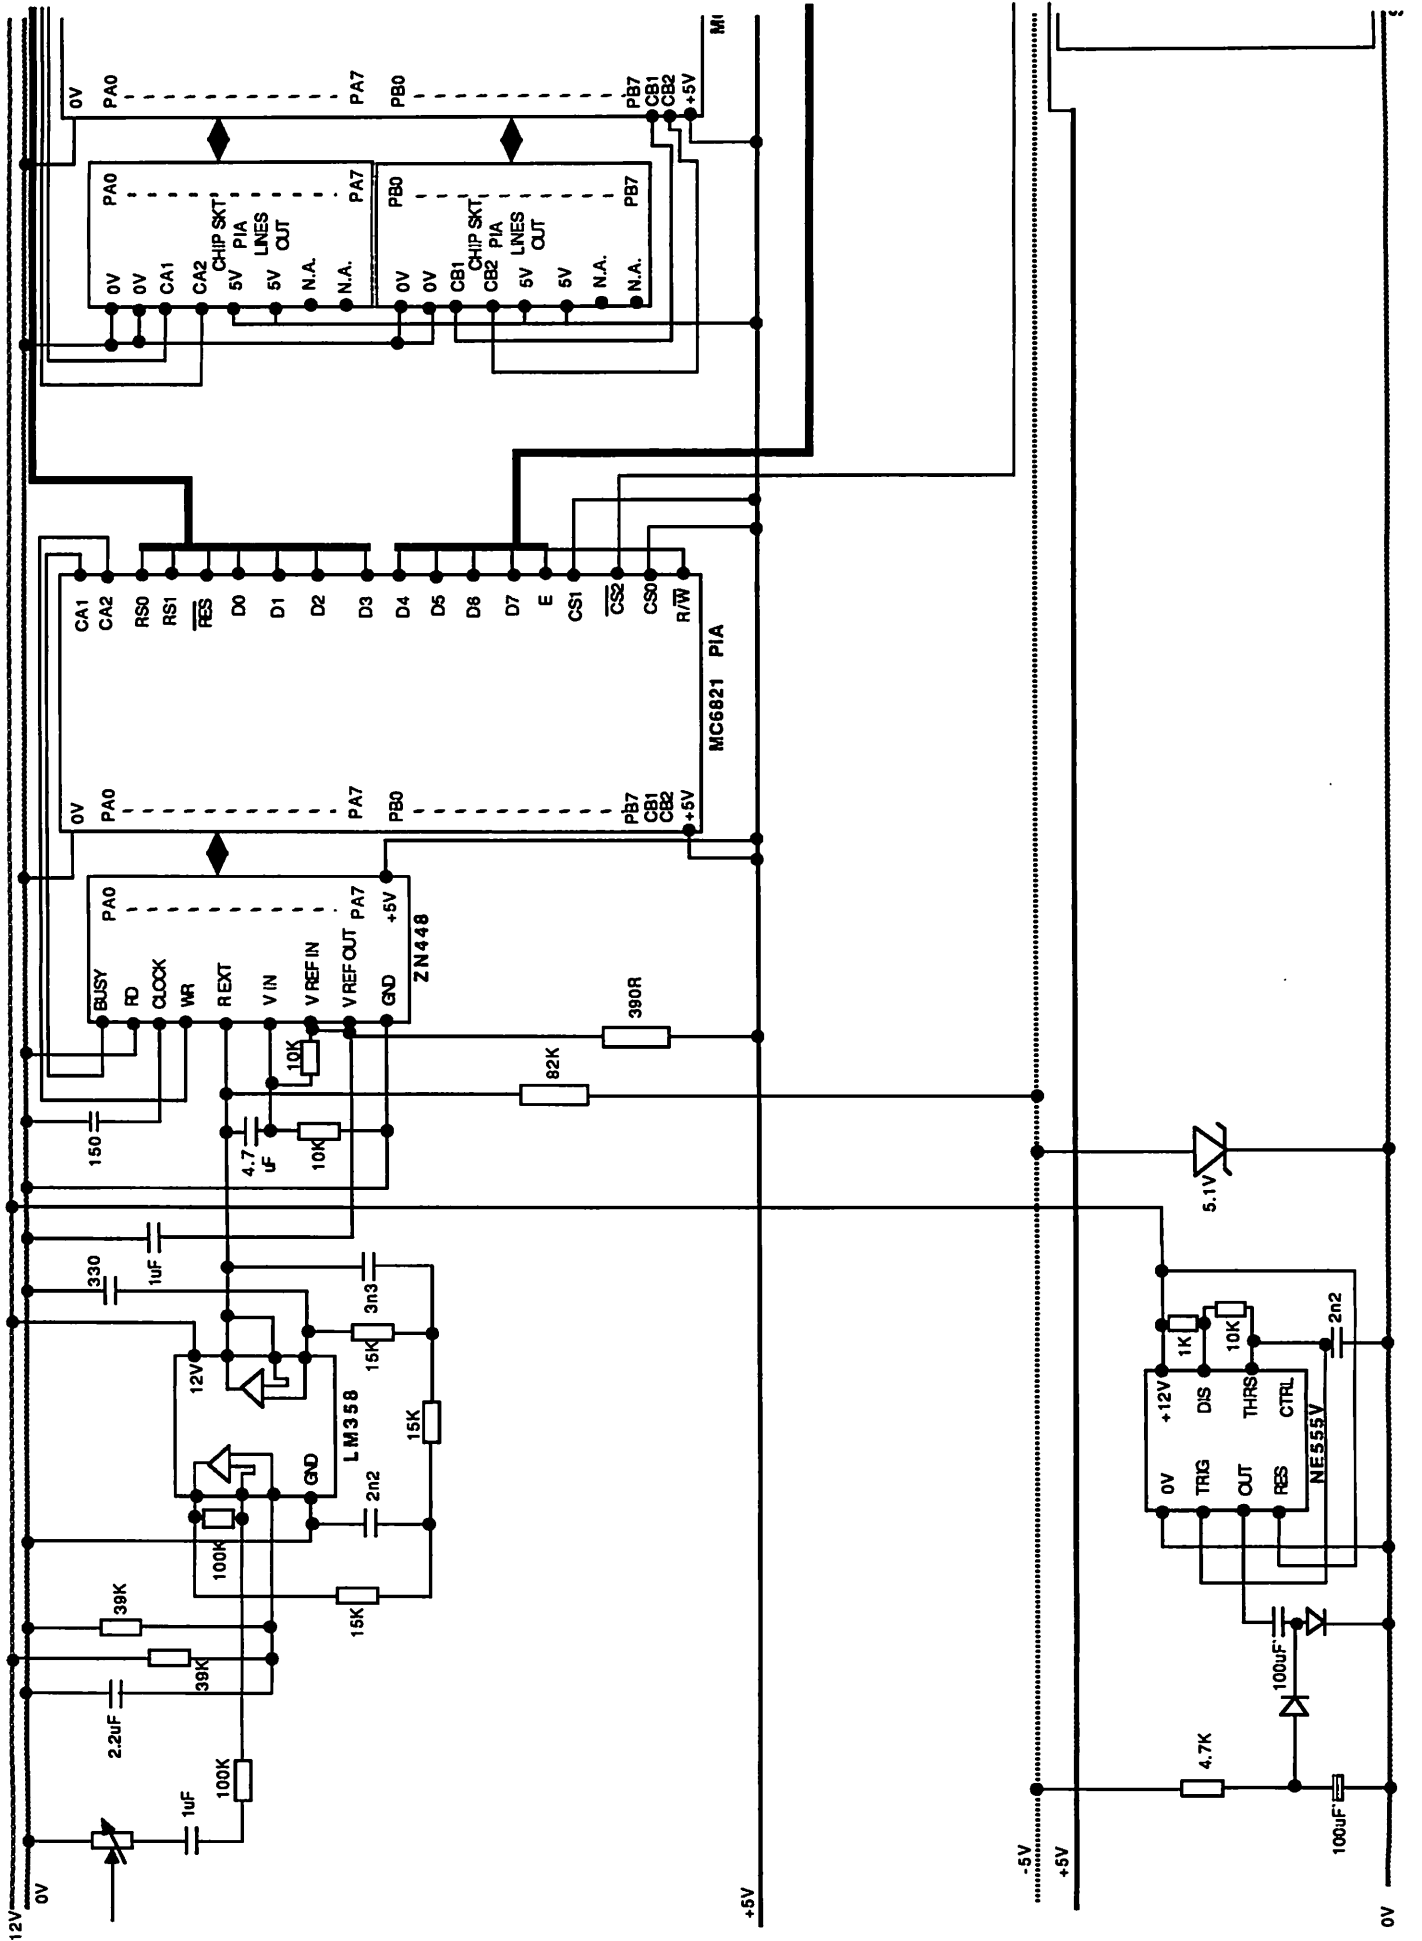 12V
0V
+5V
-5V
+5V
0V
1uF
100K
2.2uF
39K
39K
100K
15K
2n2
15K
15K
3n3
330
1uF
12V
GND
LM358
4.7
uF
10K
10K
150
82K
390R
BUSY
RD
CLOCK
WR
R EXT
V IN
V REF IN
V REF OUT
GND
PA0
PA7
+5V
ZN448
0V
PA0
PA7
PB0
PB7
CB1
CB2
+5V
MC6821 PIA
CA1
CA2
RS0
RS1
RES
D0
D1
D2
D3
D4
D5
D6
D7
E
CS1
CS2
CS0
R/W
0V
0V
CA1
CA2
5V
5V
N.A.
N.A.
CHIP SKT
PIA
LINES
OUT
PA0
PA7
0V
0V
CB1
CB2
5V
5V
N.A.
N.A.
CHIP SKT
PIA
LINES
OUT
PB0
PB7
0V
PA0
PA7
PB0
PB7
CB1
CB2
+5V
100uF
4.7K
100uF
0V
TRIG
OUT
RES
+12V
DIS
THRS
CTRL
NE555V
1K
10K
2n2
5.1V